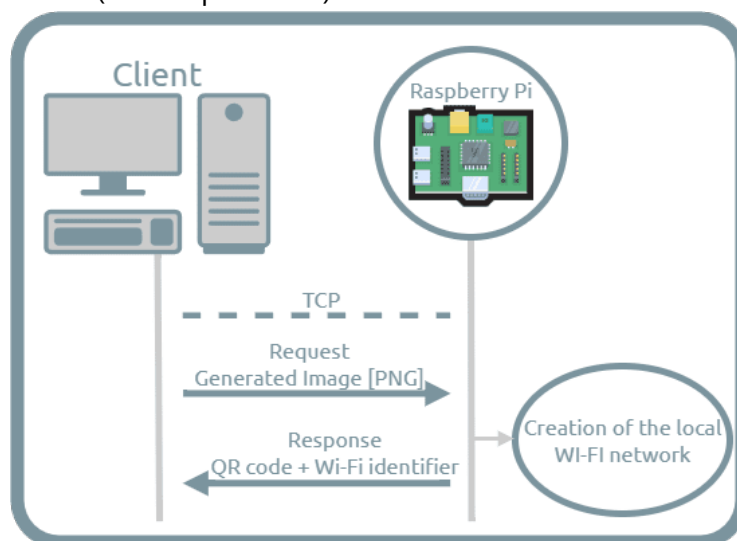 Client
Raspberry Pi
TCP
Request
Generated Image [PNG]
Response
QR code + Wi-Fi identifier
Creation of the local
WI-FI network